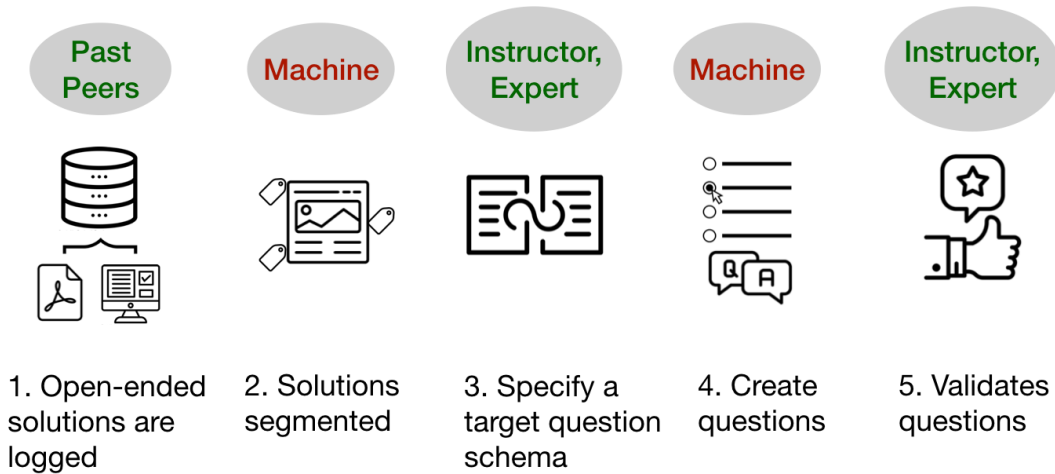 Past
Peers
Machine
Instructor,
Expert
Machine
Instructor,
Expert
Q
A
1. Open-ended
solutions are
logged
2. Solutions
segmented
3. Specify a
target question
schema
4. Create
questions
5. Validates
questions